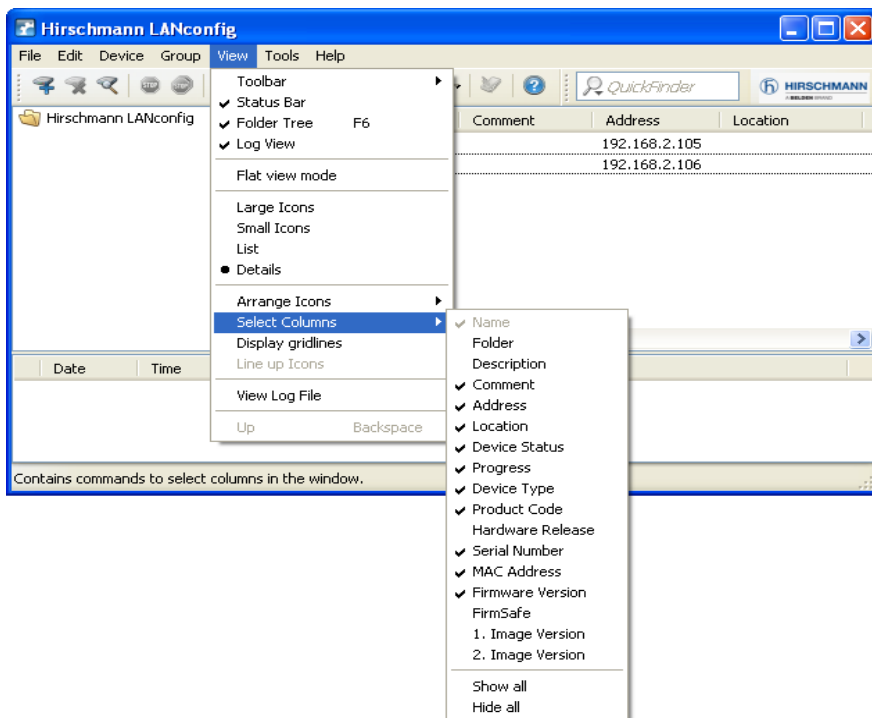 Hirschmann LANconfig
File Edit Device Group View Tools Help
STOP STOP QuickFinder HIRSCHMANN
A BELDEN BRAND
Hirschmann LANconfig
Comment Address Location
192.168.2.105
192.168.2.106
Toolbar
Status Bar
Folder Tree F6
Log View
Flat view mode
Large Icons
Small Icons
List
Details
Arrange Icons
Select Columns
Display gridlines
Line up Icons
View Log File
Up Backspace
Name
Folder
Description
Comment
Address
Location
Device Status
Progress
Device Type
Product Code
Hardware Release
Serial Number
MAC Address
Firmware Version
FirmSafe
1. Image Version
2. Image Version
Show all
Hide all
Date Time
Contains commands to select columns in the window.